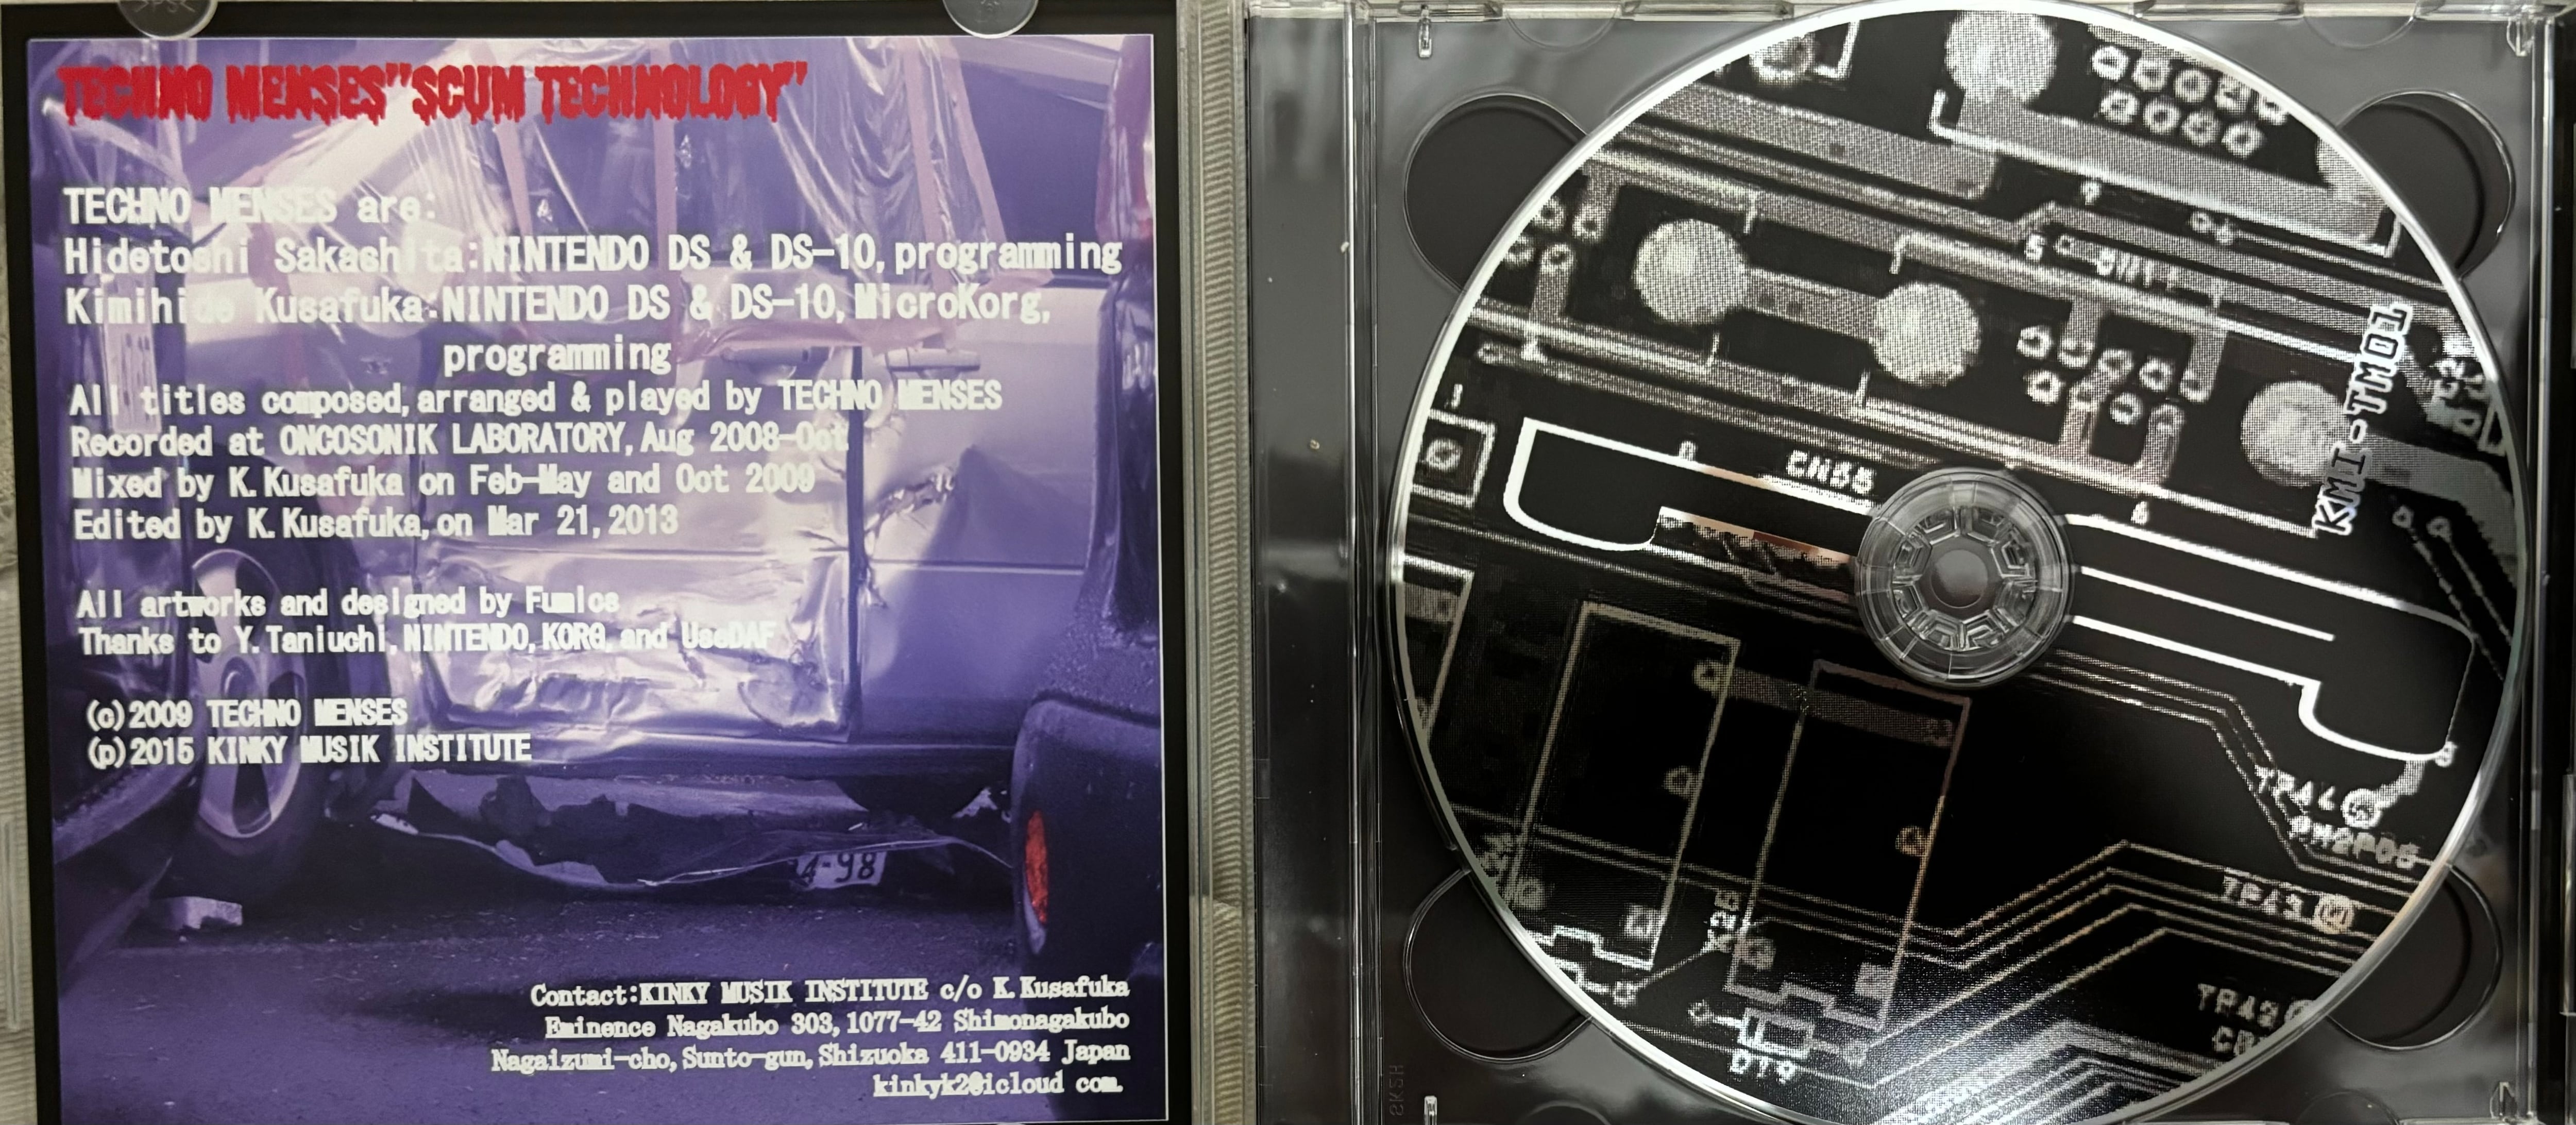 TECHNO MENSES"SCUM TECHNOLOGY"
TECHNO MENSES are:
Hidetoshi Sakashita:NINTENDO DS & DS-10, programming
Kimihide Kusafuka:NINTENDO DS & DS-10, MicroKorg,
programming
All titles composed, arranged & played by TECHNO MENSES
Recorded at ONCOSONIK LABORATORY, Aug 2008-Oct
Mixed by K. Kusafuka on Feb-May and Oct 2009
Edited by K. Kusafuka, on Mar 21, 2013
All artworks and designed by Fumios
Thanks to Y. Taniuchi, NINTENDO, KORG, and UseDAF
(c)2009 TECHNO MENSES
(p)2015 KINKY MUSIK INSTITUTE
4-98
Contact:KINKY MUSIK INSTITUTE c/o K. Kusafuka
Eminence Nagakubo 303, 1077-42 Shimonagakubo
Nagaizumi-cho, Sunto-gun, Shizuoka 411-0934 Japan
kinkyk2@icloud com.
KMI-TM01
CN55
TRA3
DT9